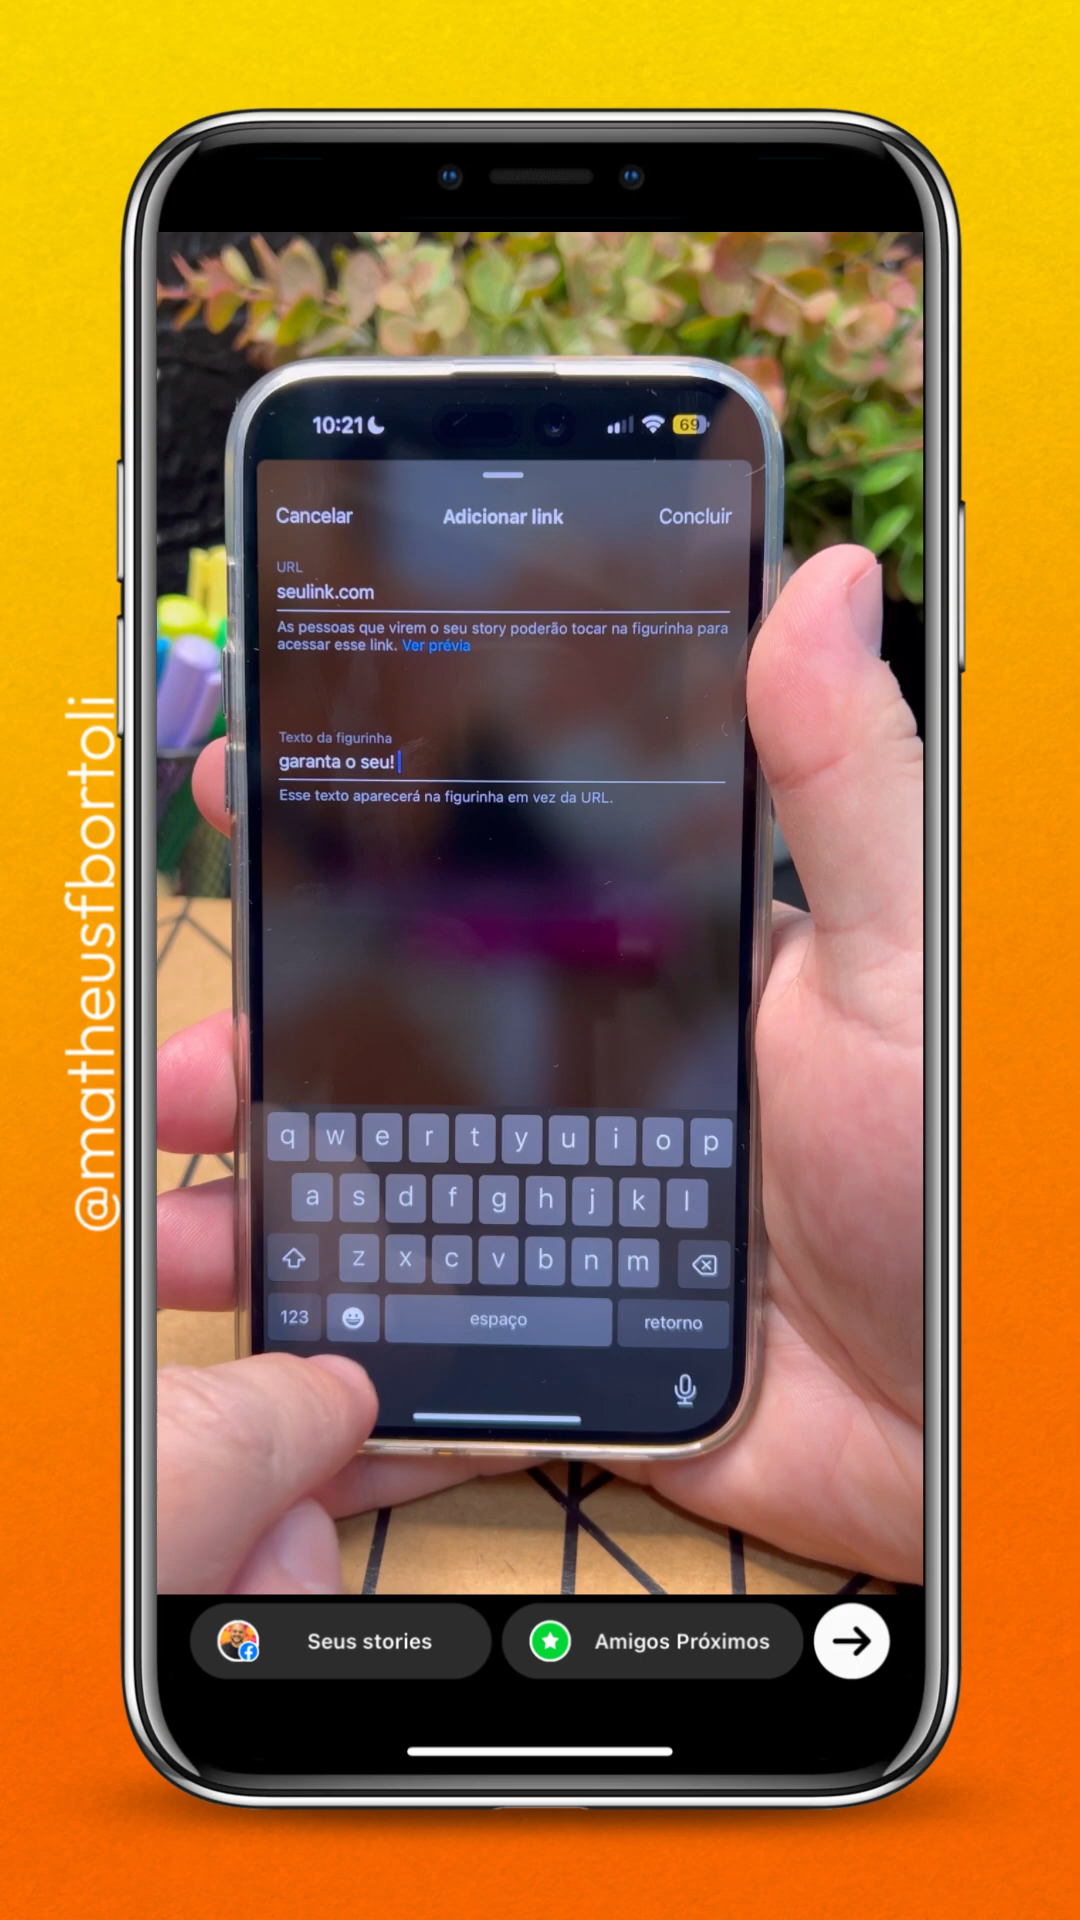 10:21
69
Cancelar
Adicionar link
Concluir
URL
seulink.com
As pessoas que virem o seu story poderão tocar na figurinha para
acessar esse link. Ver prévia
Texto da figurinha
garanta o seu!
Esse texto aparecerá na figurinha em vez da URL.
@matheusfbortoli
q w e r t y u i o p
a s d f g h j k l
z x c v b n m
123
espaço
retorno
Seus stories
Amigos Próximos